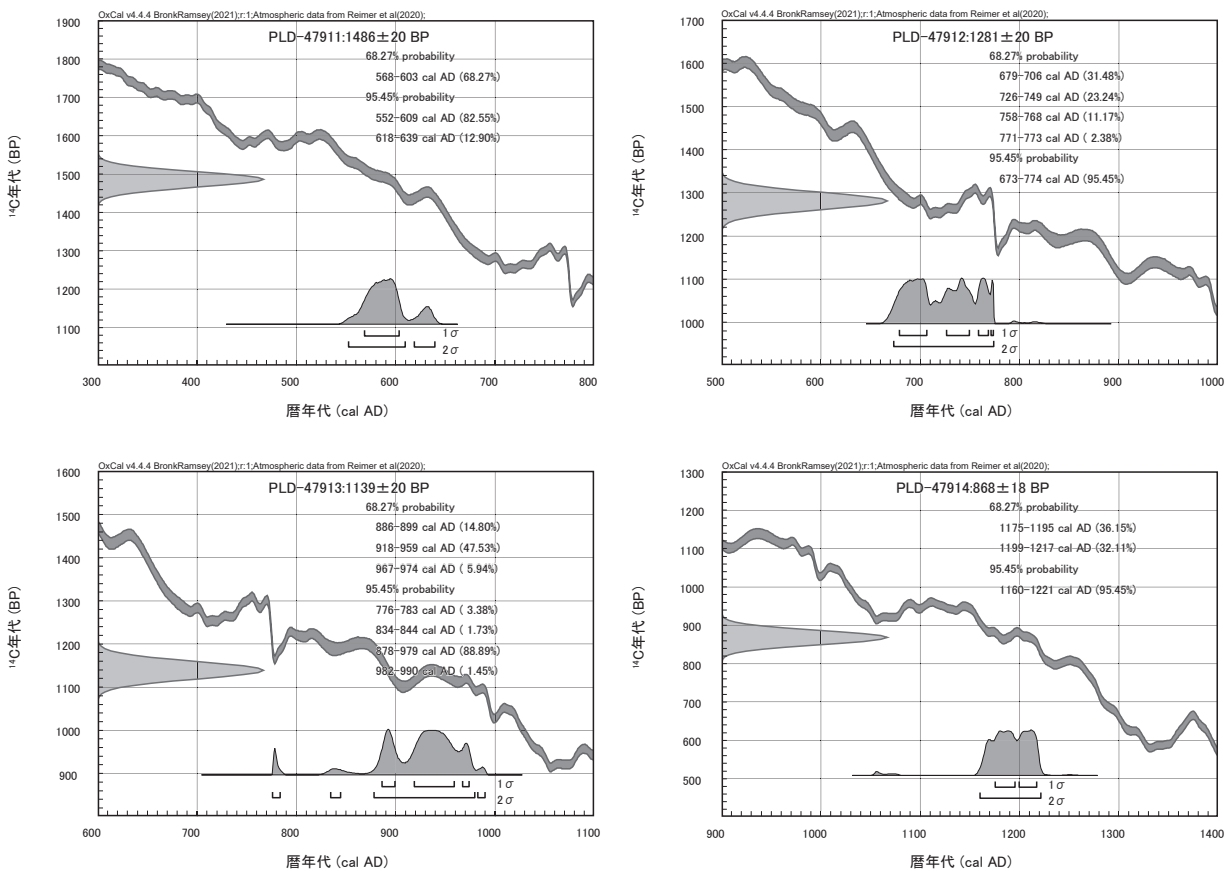 OxCal v4.4.4 BronkRamsey(2021);r:1;Atmospheric data from Reimer et al(2020);
PLD-47911:1486±20 BP
68.27% probability
568-603 cal AD (68.27%)
95.45% probability
552-609 cal AD (82.55%)
618-639 cal AD (12.90%)
1900
1800
1700
1600
1500
1400
1300
1200
1100
¹⁴C年代 (BP)
1σ
2σ
300 400 500 600 700 800
暦年代 (cal AD)
OxCal v4.4.4 BronkRamsey(2021);r:1;Atmospheric data from Reimer et al(2020);
PLD-47912:1281±20 BP
68.27% probability
679-706 cal AD (31.48%)
726-749 cal AD (23.24%)
758-768 cal AD (11.17%)
771-773 cal AD ( 2.38%)
95.45% probability
673-774 cal AD (95.45%)
1700
1600
1500
1400
1300
1200
1100
1000
¹⁴C年代 (BP)
1σ
2σ
500 600 700 800 900 1000
暦年代 (cal AD)
OxCal v4.4.4 BronkRamsey(2021);r:1;Atmospheric data from Reimer et al(2020);
PLD-47913:1139±20 BP
68.27% probability
886-899 cal AD (14.80%)
918-959 cal AD (47.53%)
967-974 cal AD ( 5.94%)
95.45% probability
776-783 cal AD ( 3.38%)
834-844 cal AD ( 1.73%)
878-979 cal AD (88.89%)
982-990 cal AD ( 1.45%)
1600
1500
1400
1300
1200
1100
1000
900
¹⁴C年代 (BP)
1σ
2σ
600 700 800 900 1000 1100
暦年代 (cal AD)
OxCal v4.4.4 BronkRamsey(2021);r:1;Atmospheric data from Reimer et al(2020);
PLD-47914:868±18 BP
68.27% probability
1175-1195 cal AD (36.15%)
1199-1217 cal AD (32.11%)
95.45% probability
1160-1221 cal AD (95.45%)
1300
1200
1100
1000
900
800
700
600
500
¹⁴C年代 (BP)
1σ
2σ
900 1000 1100 1200 1300 1400
暦年代 (cal AD)